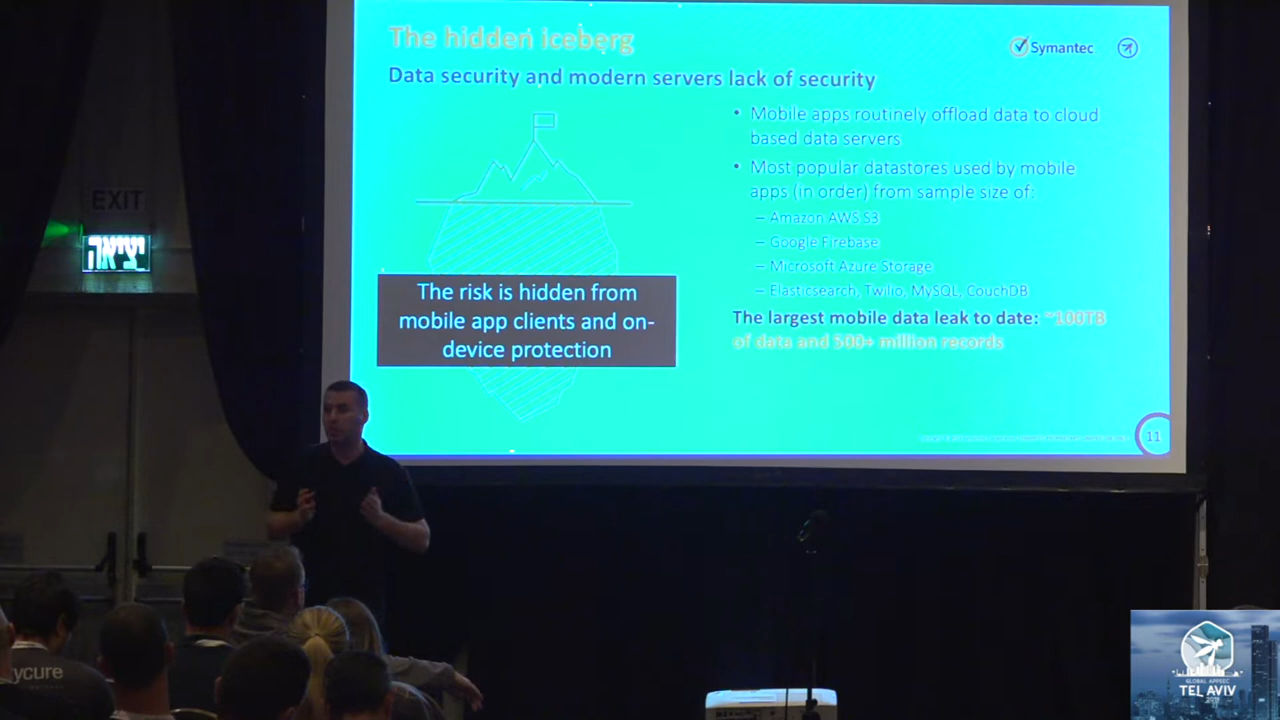 The hidden iceberg
Symantec
Data security and modern servers lack of security
• Mobile apps routinely offload data to cloud
based data servers
• Most popular datastores used by mobile
apps (in order) from sample size of:
– Amazon AWS S3
– Google Firebase
– Microsoft Azure Storage
– Elasticsearch, Twilio, MySQL, CouchDB
The largest mobile data leak to date: ~100TB
of data and 500+ million records
The risk is hidden from
mobile app clients and on-
device protection
11
EXIT
יציאה
ycure
GLOBAL APPSEC
TEL AVIV
2019